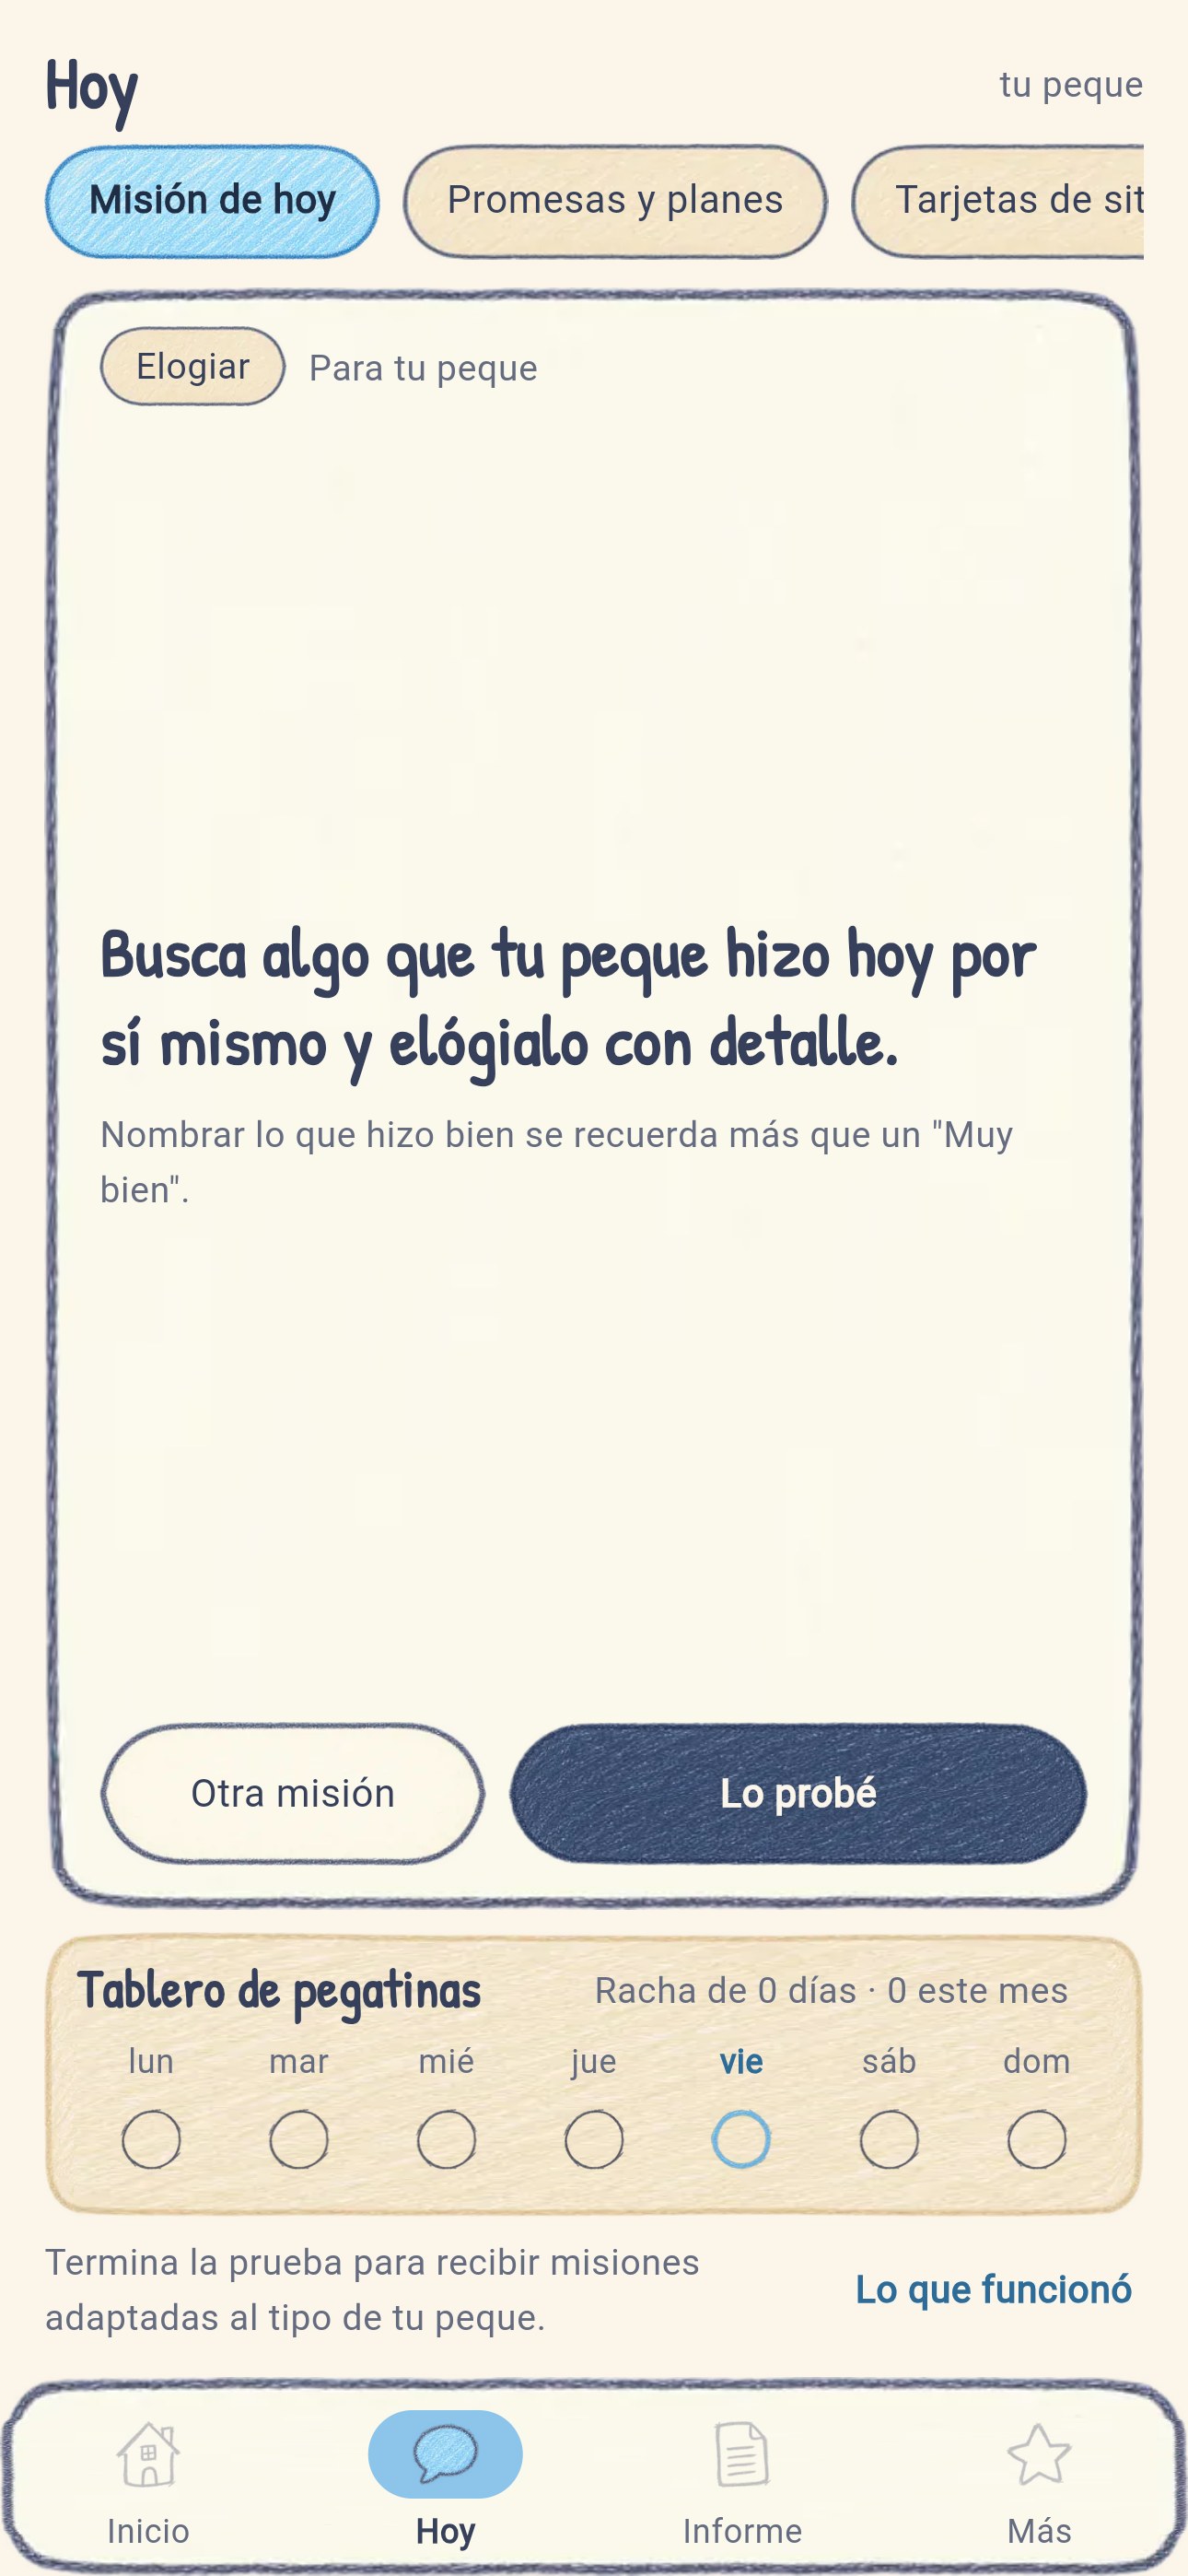 Hoy
tu peque
Misión de hoy
Promesas y planes
Tarjetas de sit
Elogiar
Para tu peque
Busca algo que tu peque hizo hoy por
sí mismo y elógialo con detalle.
Nombrar lo que hizo bien se recuerda más que un "Muy
bien".
Otra misión
Lo probé
Tablero de pegatinas
Racha de 0 días · 0 este mes
lun mar mié jue vie sáb dom
Termina la prueba para recibir misiones
adaptadas al tipo de tu peque.
Lo que funcionó
Inicio Hoy Informe Más